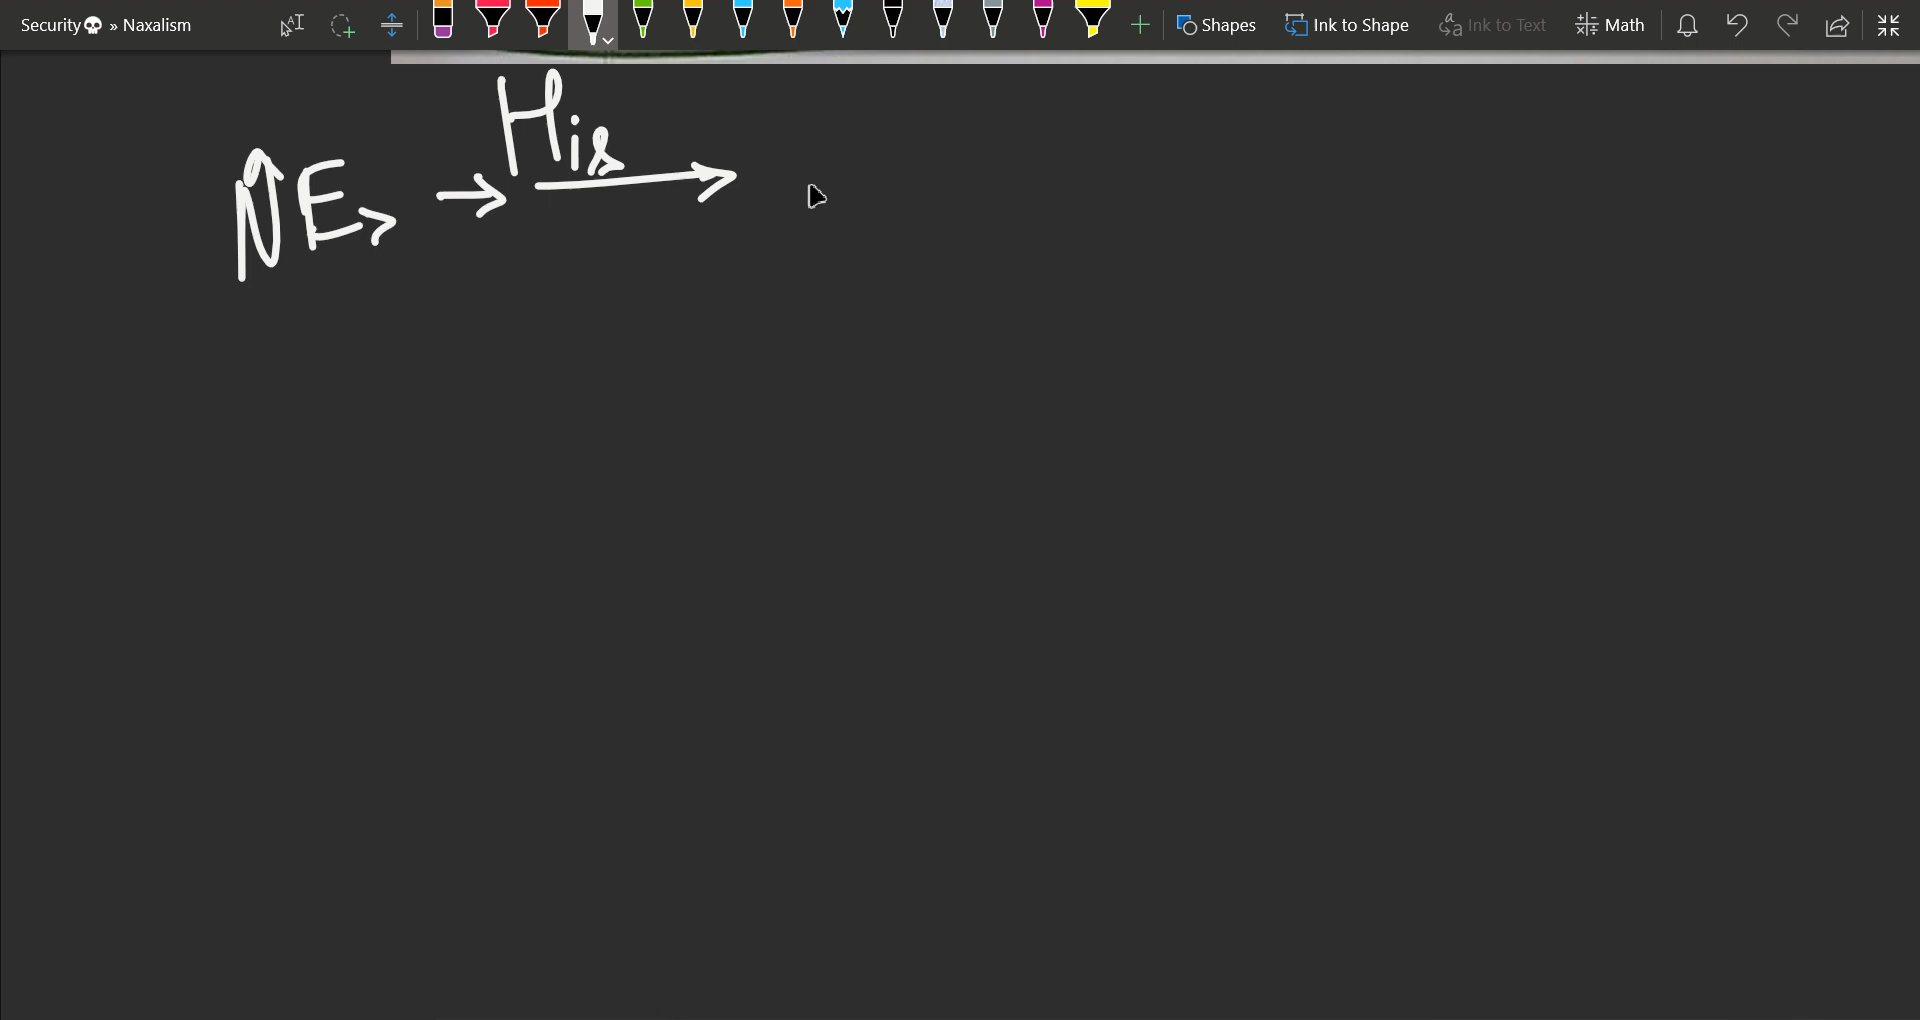 Security💀 » Naxalism
Shapes
Ink to Shape
Ink to Text
Math
His
NE, → →